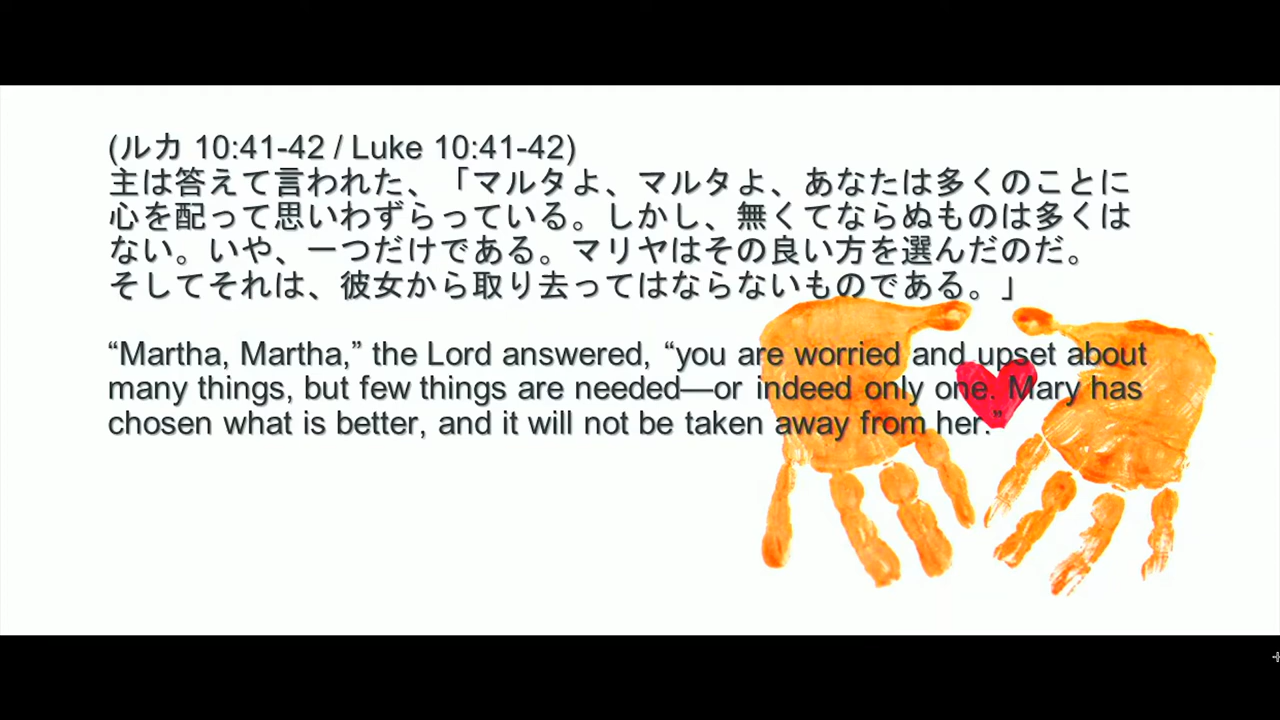 (ルカ 10:41-42 / Luke 10:41-42)
主は答えて言われた、「マルタよ、マルタよ、あなたは多くのことに
心を配って思いわずらっている。しかし、無くてならぬものは多くは
ない。いや、一つだけである。マリヤはその良い方を選んだのだ。
そしてそれは、彼女から取り去ってはならないものである。」
“Martha, Martha,” the Lord answered, “you are worried and upset about
many things, but few things are needed—or indeed only one. Mary has
chosen what is better, and it will not be taken away from her.”